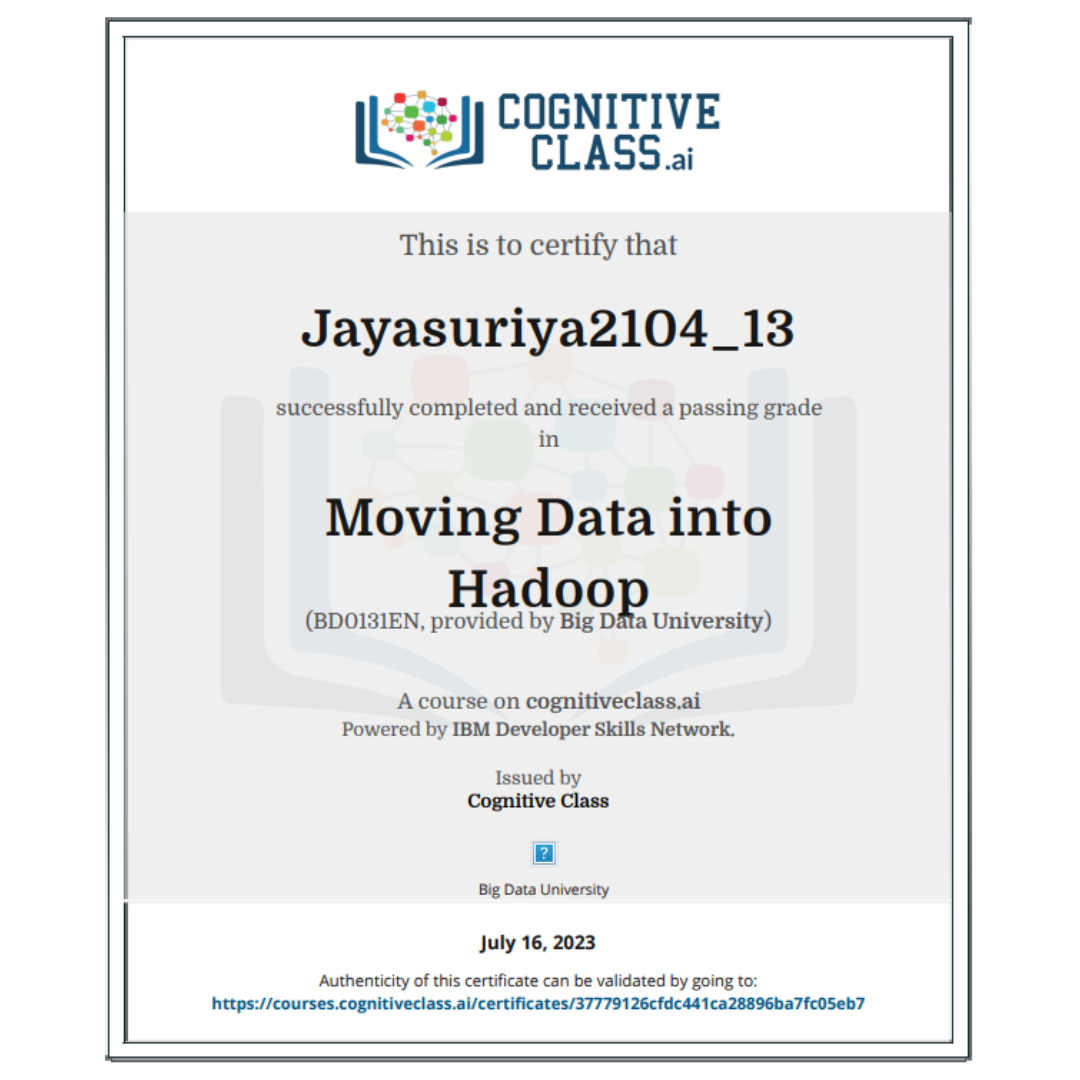 COGNITIVE
CLASS.ai
This is to certify that
Jayasuriya2104_13
successfully completed and received a passing grade
in
Moving Data into
Hadoop
(BD0131EN, provided by Big Data University)
A course on cognitiveclass.ai
Powered by IBM Developer Skills Network.
Issued by
Cognitive Class
?
Big Data University
July 16, 2023
Authenticity of this certificate can be validated by going to:
https://courses.cognitiveclass.ai/certificates/37779126cfdc441ca28896ba7fc05eb7